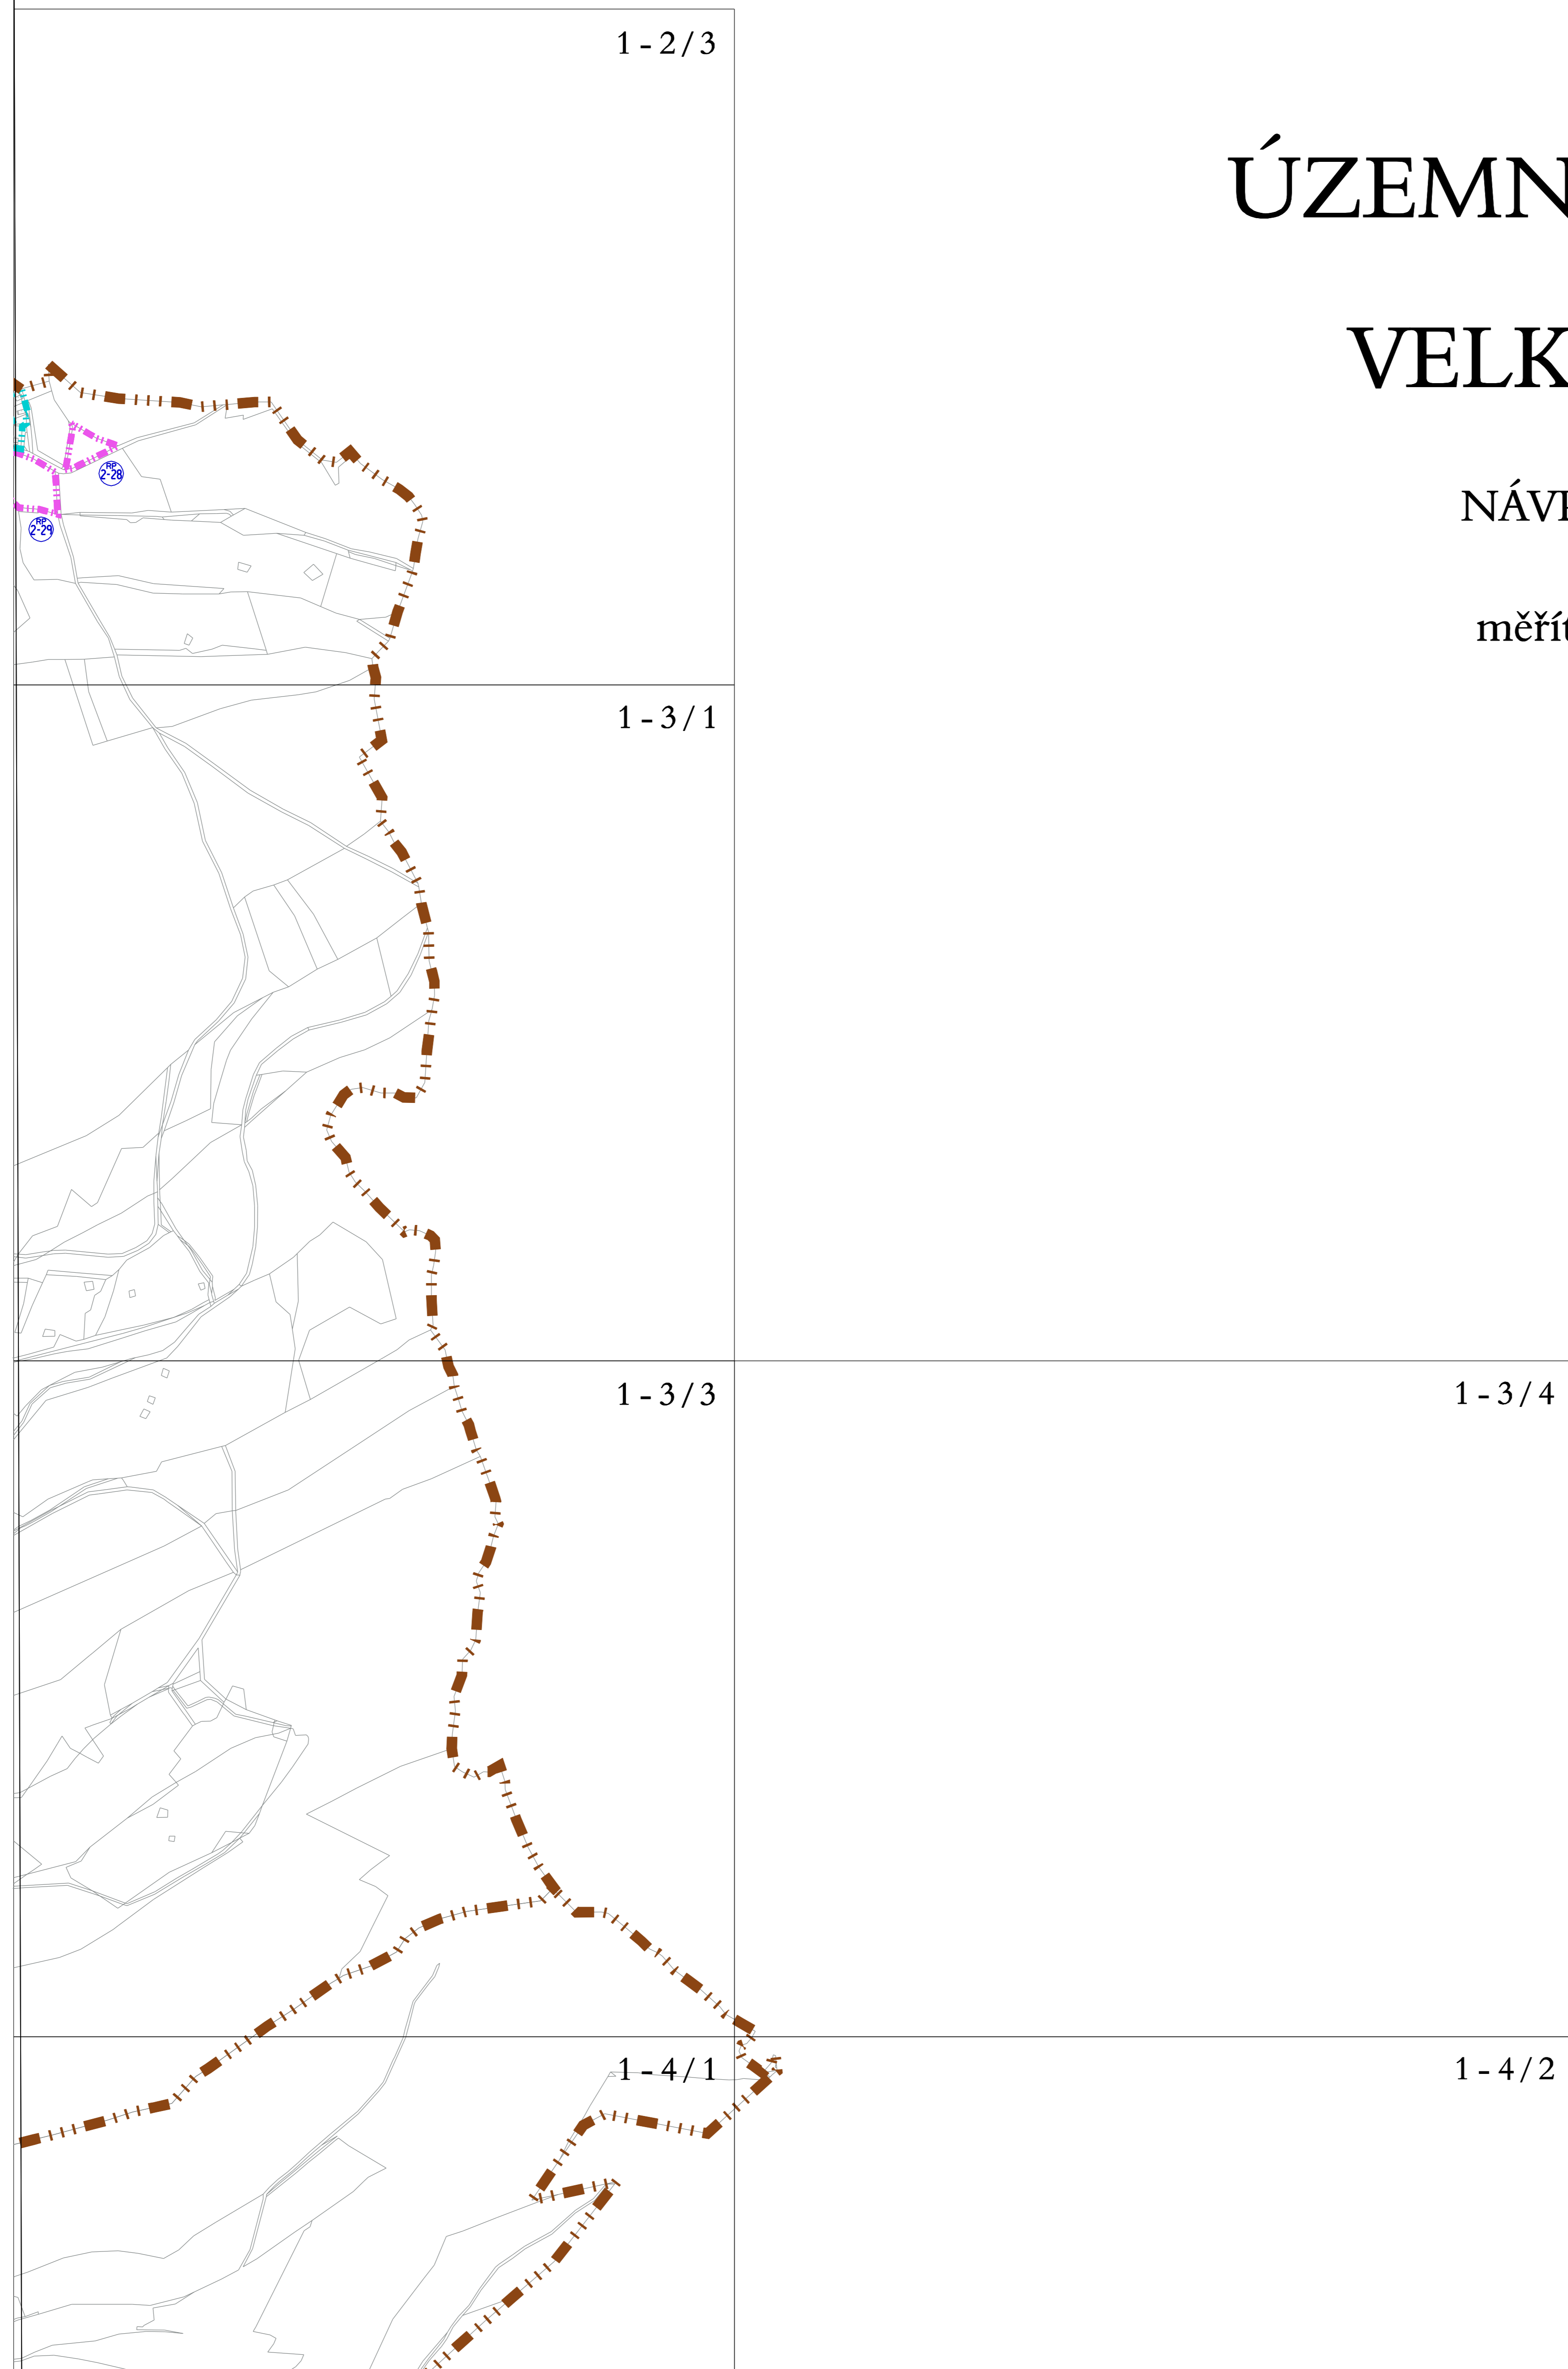 1-2/3
ÚZEMN
VELK
RP
2-28
NÁV
RP
2-29
měřít
1-3/1
1-3/3
1-3/4
1-4/1
1-4/2